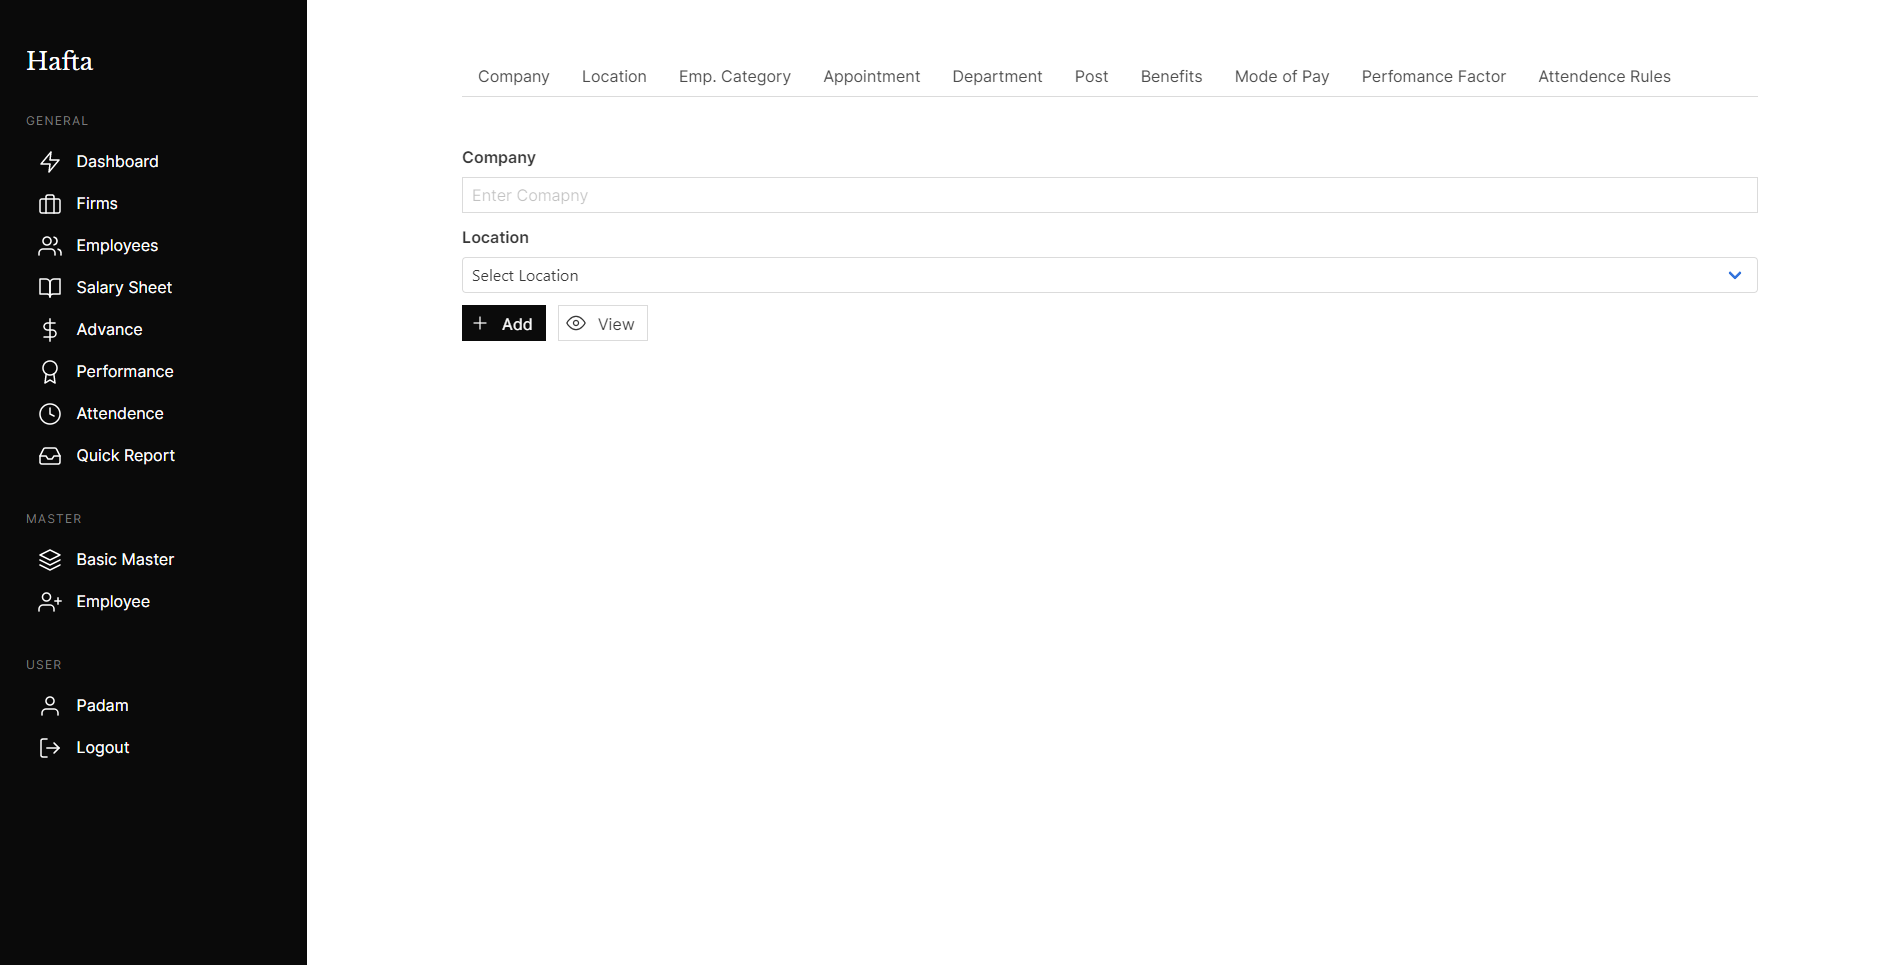 Hafta
GENERAL
Dashboard
Firms
Employees
Salary Sheet
Advance
Performance
Attendence
Quick Report
MASTER
Basic Master
Employee
USER
Padam
Logout
Company Location Emp. Category Appointment Department Post Benefits Mode of Pay Perfomance Factor Attendence Rules
Company
Enter Comapny
Location
Select Location
Add View